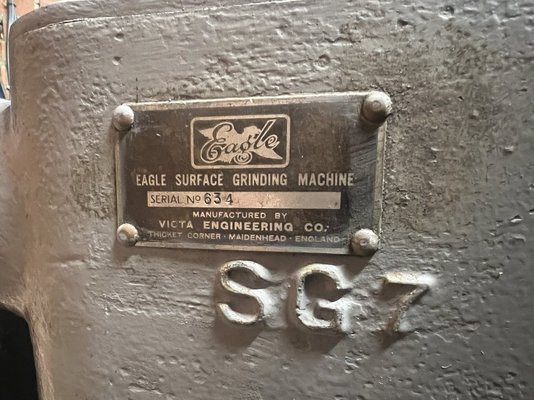 Eagle
EAGLE SURFACE GRINDING MACHINE
SERIAL No 634
MANUFACTURED BY
VICTA ENGINEERING CO.
THICKET CORNER · MAIDENHEAD · ENGLAND
SG7